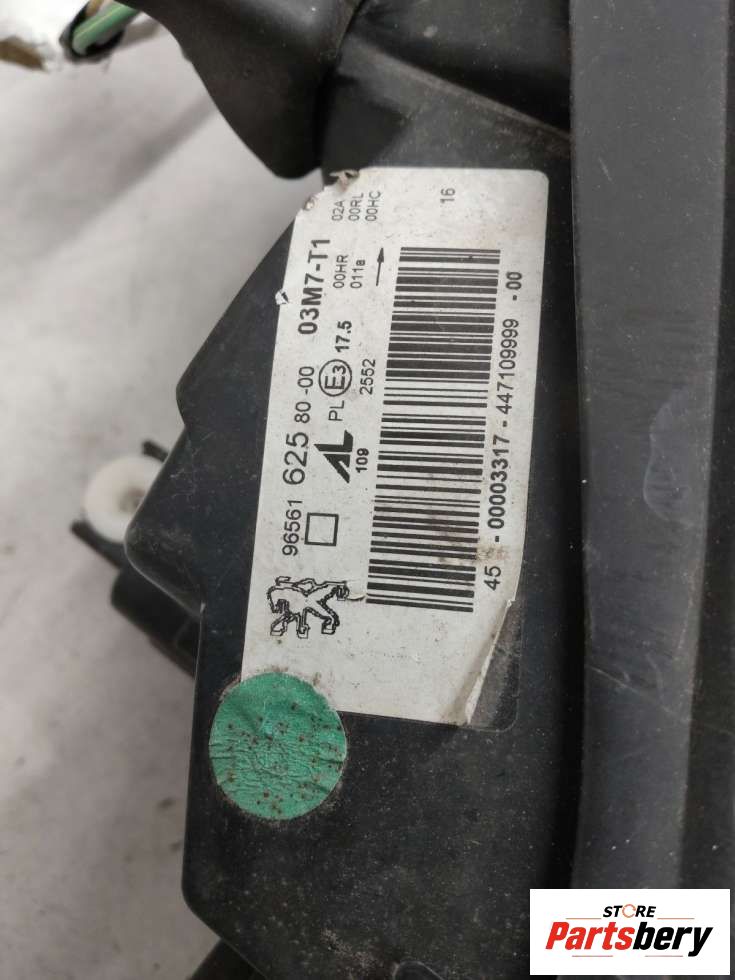 96561 625 80-00 03M7-T1
AL PL E3 17.5 00HR 02A
109 2552 011a 00RL
00HC
16
45 -00003317-447109999 -00
STORE
Partsbery